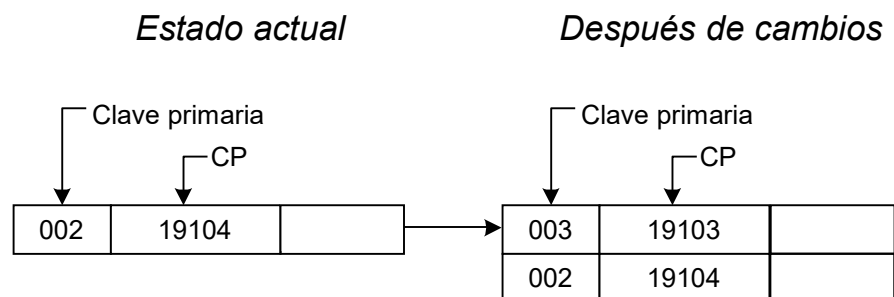 Estado actual
Después de cambios
Clave primaria
Clave primaria
CP
CP
002 19104
003 19103
002 19104